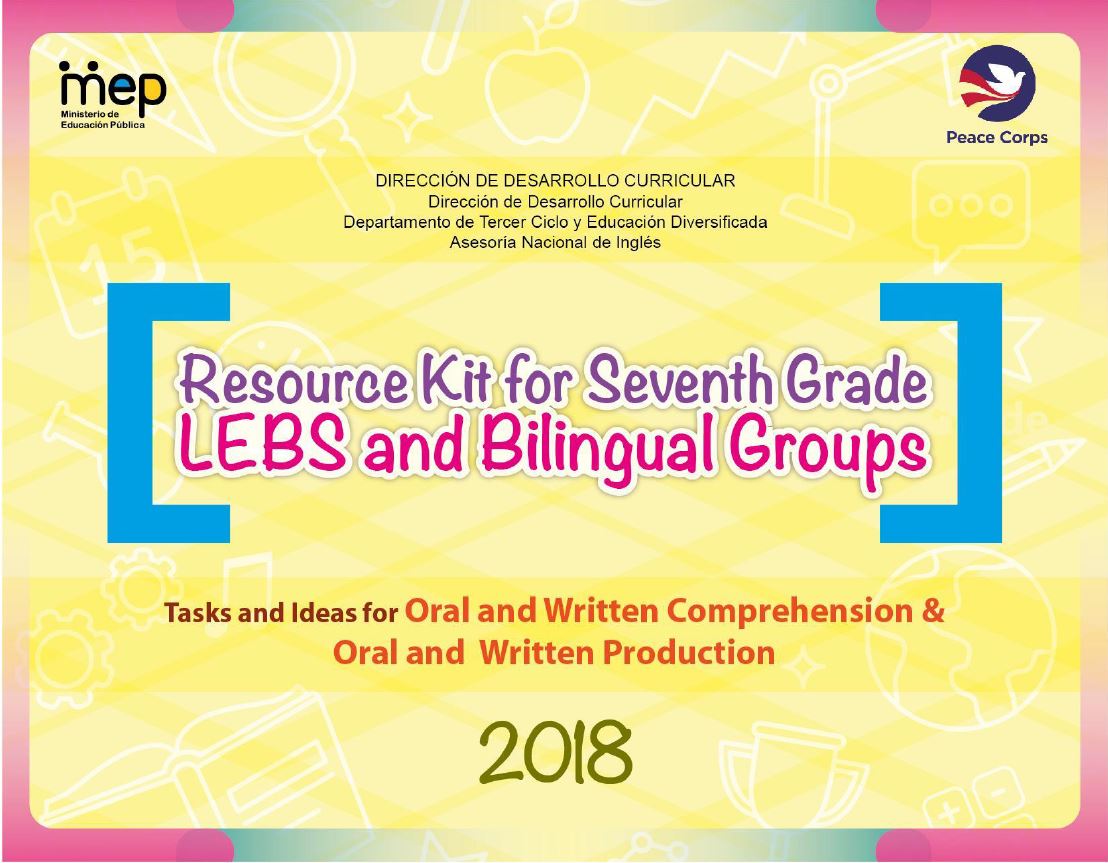 mep
Ministerio de
Educación Pública
Peace Corps
DIRECCIÓN DE DESARROLLO CURRICULAR
Dirección de Desarrollo Curricular
Departamento de Tercer Ciclo y Educación Diversificada
Asesoría Nacional de Inglés
15
Resource Kit for Seventh Grade
LEBS and Bilingual Groups
Tasks and Ideas for Oral and Written Comprehension &
Oral and Written Production
2018